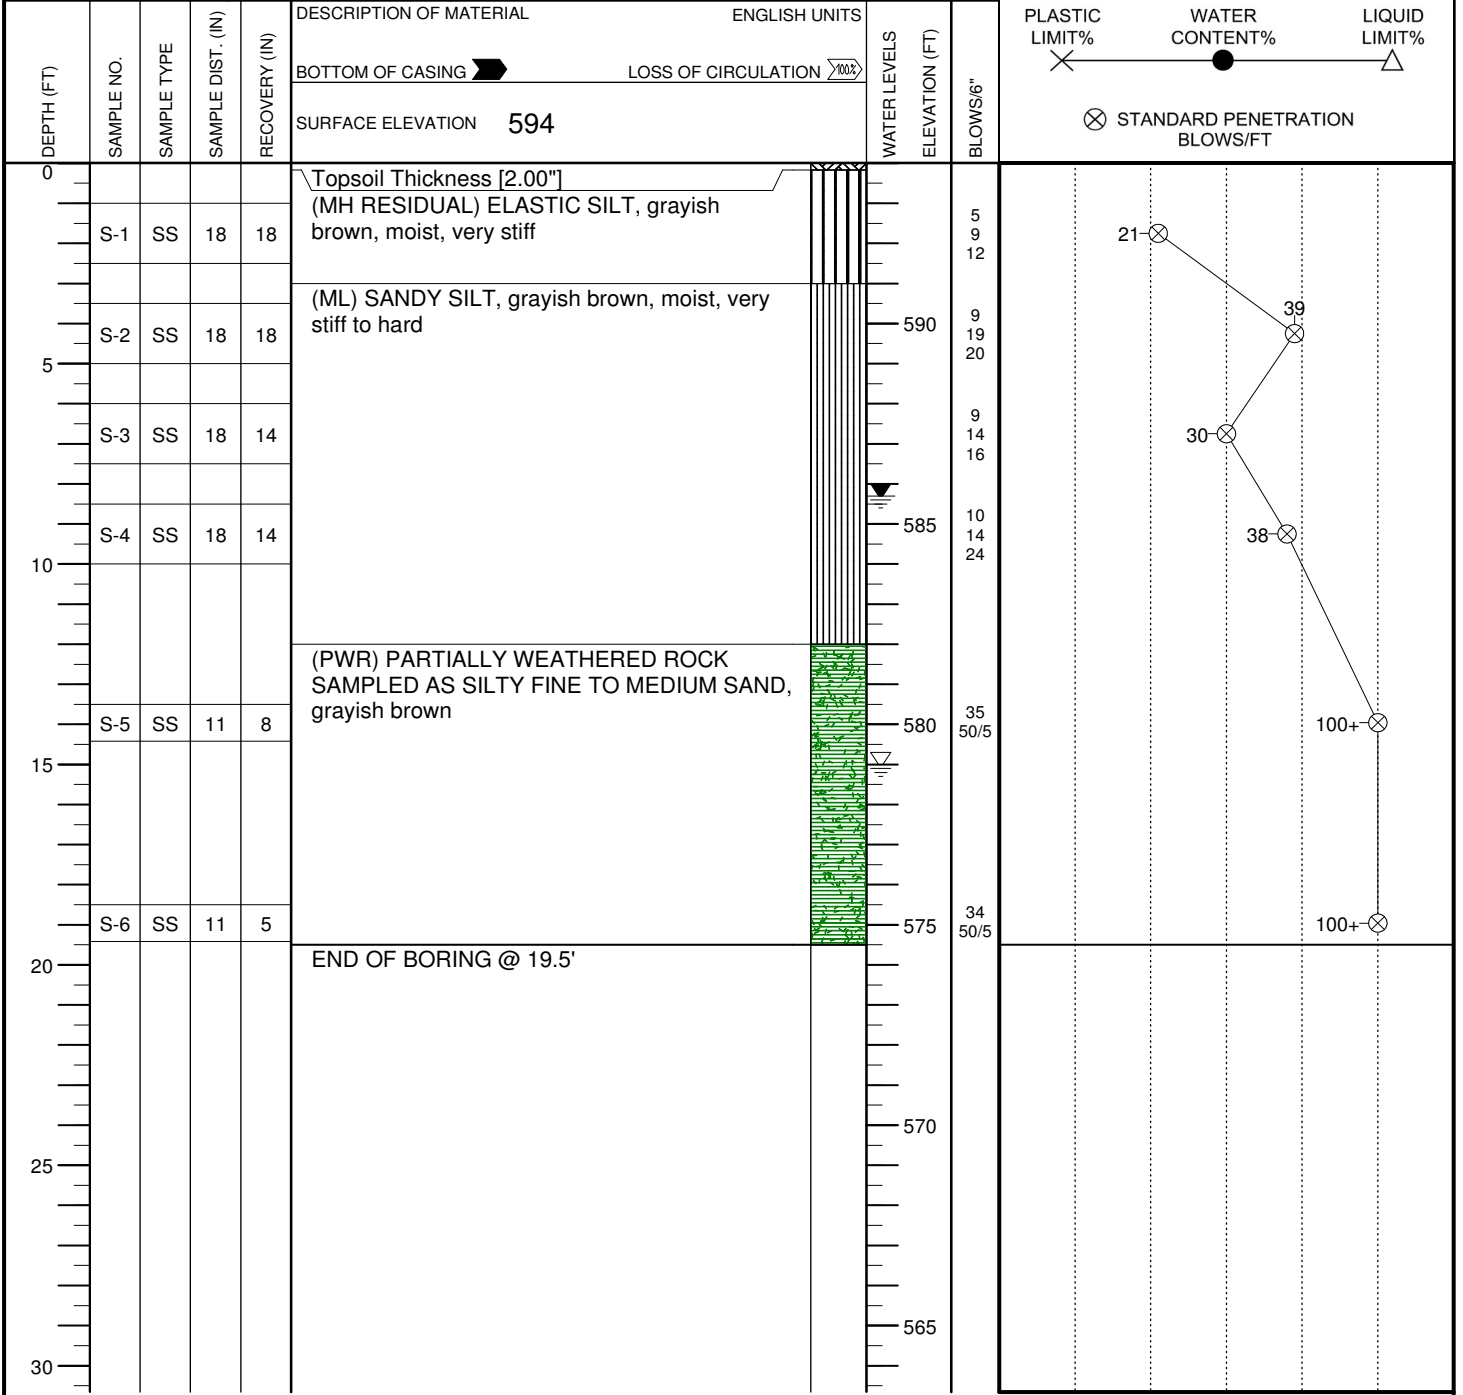 DEPTH (FT)
SAMPLE NO.
SAMPLE TYPE
SAMPLE DIST. (IN)
RECOVERY (IN)
DESCRIPTION OF MATERIAL ENGLISH UNITS
BOTTOM OF CASING LOSS OF CIRCULATION 100%
SURFACE ELEVATION 594
WATER LEVELS
ELEVATION (FT)
BLOWS/6"
PLASTIC WATER LIQUID
LIMIT% CONTENT% LIMIT%
STANDARD PENETRATION
BLOWS/FT
0
Topsoil Thickness [2.00"]
(MH RESIDUAL) ELASTIC SILT, grayish
brown, moist, very stiff
S-1 SS 18 18
5
9
12
21
(ML) SANDY SILT, grayish brown, moist, very
stiff to hard
S-2 SS 18 18
590
9
19
20
39
5
S-3 SS 18 14
9
14
16
30
S-4 SS 18 14
585
10
14
24
38
10
(PWR) PARTIALLY WEATHERED ROCK
SAMPLED AS SILTY FINE TO MEDIUM SAND,
grayish brown
S-5 SS 11 8
580
35
50/5
100+
15
S-6 SS 11 5
575
34
50/5
100+
END OF BORING @ 19.5'
20
570
25
565
30